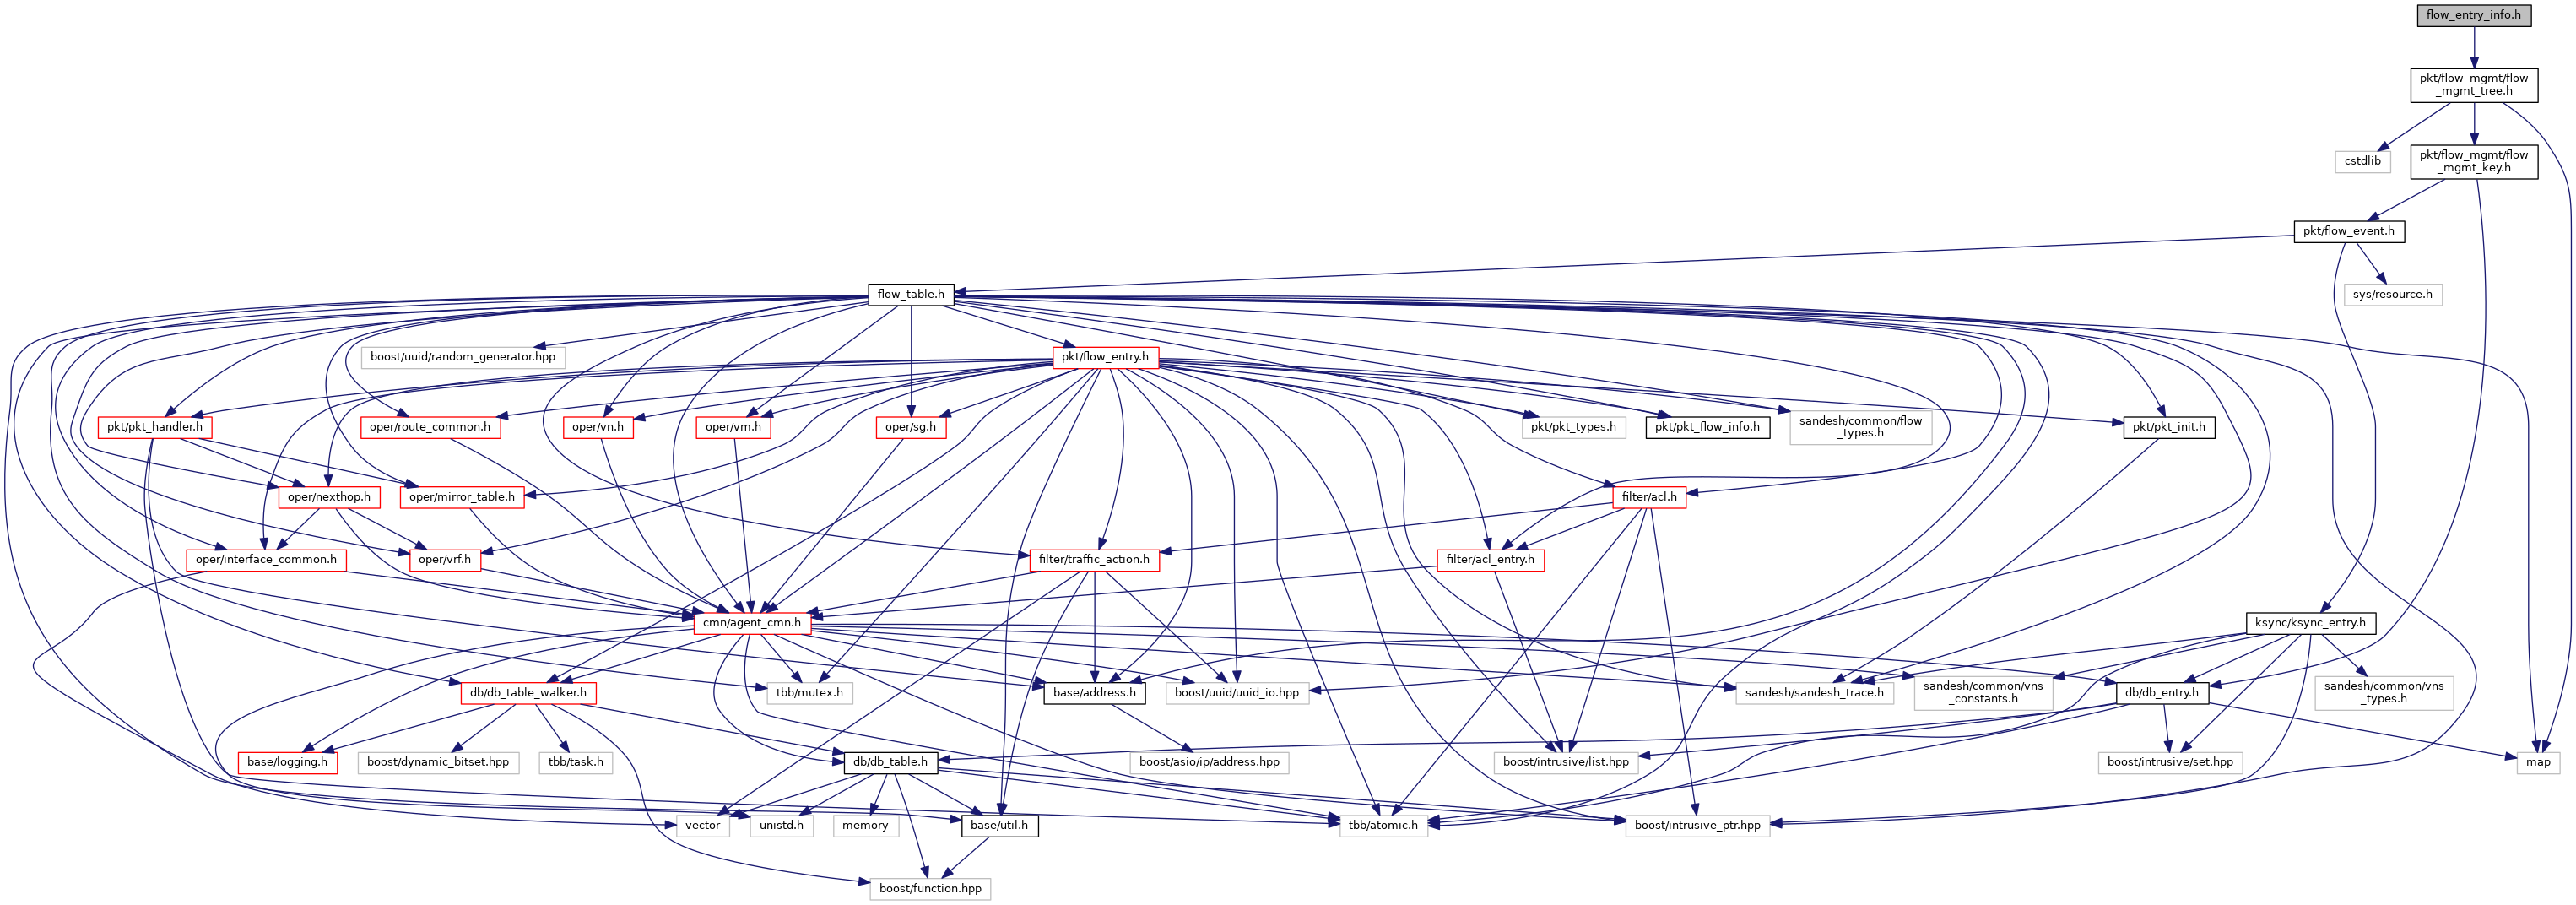 flow_entry_info.h
pkt/flow_mgmt/flow
_mgmt_tree.h
cstdlib
pkt/flow_mgmt/flow
_mgmt_key.h
pkt/flow_event.h
flow_table.h
sys/resource.h
boost/uuid/random_generator.hpp
pkt/flow_entry.h
pkt/pkt_handler.h
oper/route_common.h
oper/vn.h
oper/vm.h
oper/sg.h
pkt/pkt_types.h
pkt/pkt_flow_info.h
sandesh/common/flow
_types.h
pkt/pkt_init.h
oper/nexthop.h
oper/mirror_table.h
filter/acl.h
oper/interface_common.h
oper/vrf.h
filter/traffic_action.h
filter/acl_entry.h
cmn/agent_cmn.h
ksync/ksync_entry.h
db/db_table_walker.h
tbb/mutex.h
base/address.h
boost/uuid/uuid_io.hpp
sandesh/sandesh_trace.h
sandesh/common/vns
_constants.h
db/db_entry.h
sandesh/common/vns
_types.h
base/logging.h
boost/dynamic_bitset.hpp
tbb/task.h
db/db_table.h
boost/asio/ip/address.hpp
boost/intrusive/list.hpp
boost/intrusive/set.hpp
map
vector
unistd.h
memory
base/util.h
tbb/atomic.h
boost/intrusive_ptr.hpp
boost/function.hpp